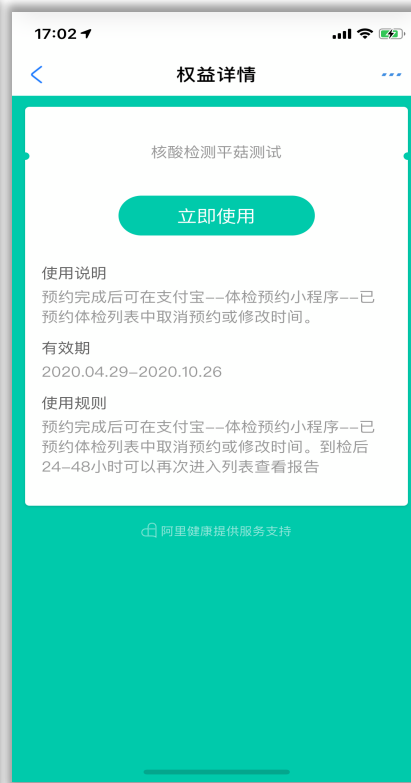 17:02
权益详情
核酸检测平菇测试
立即使用
使用说明
预约完成后可在支付宝--体检预约小程序--已
预约体检列表中取消预约或修改时间。
有效期
2020.04.29-2020.10.26
使用规则
预约完成后可在支付宝--体检预约小程序--已
预约体检列表中取消预约或修改时间。到检后
24-48小时可以再次进入列表查看报告
阿里健康提供服务支持